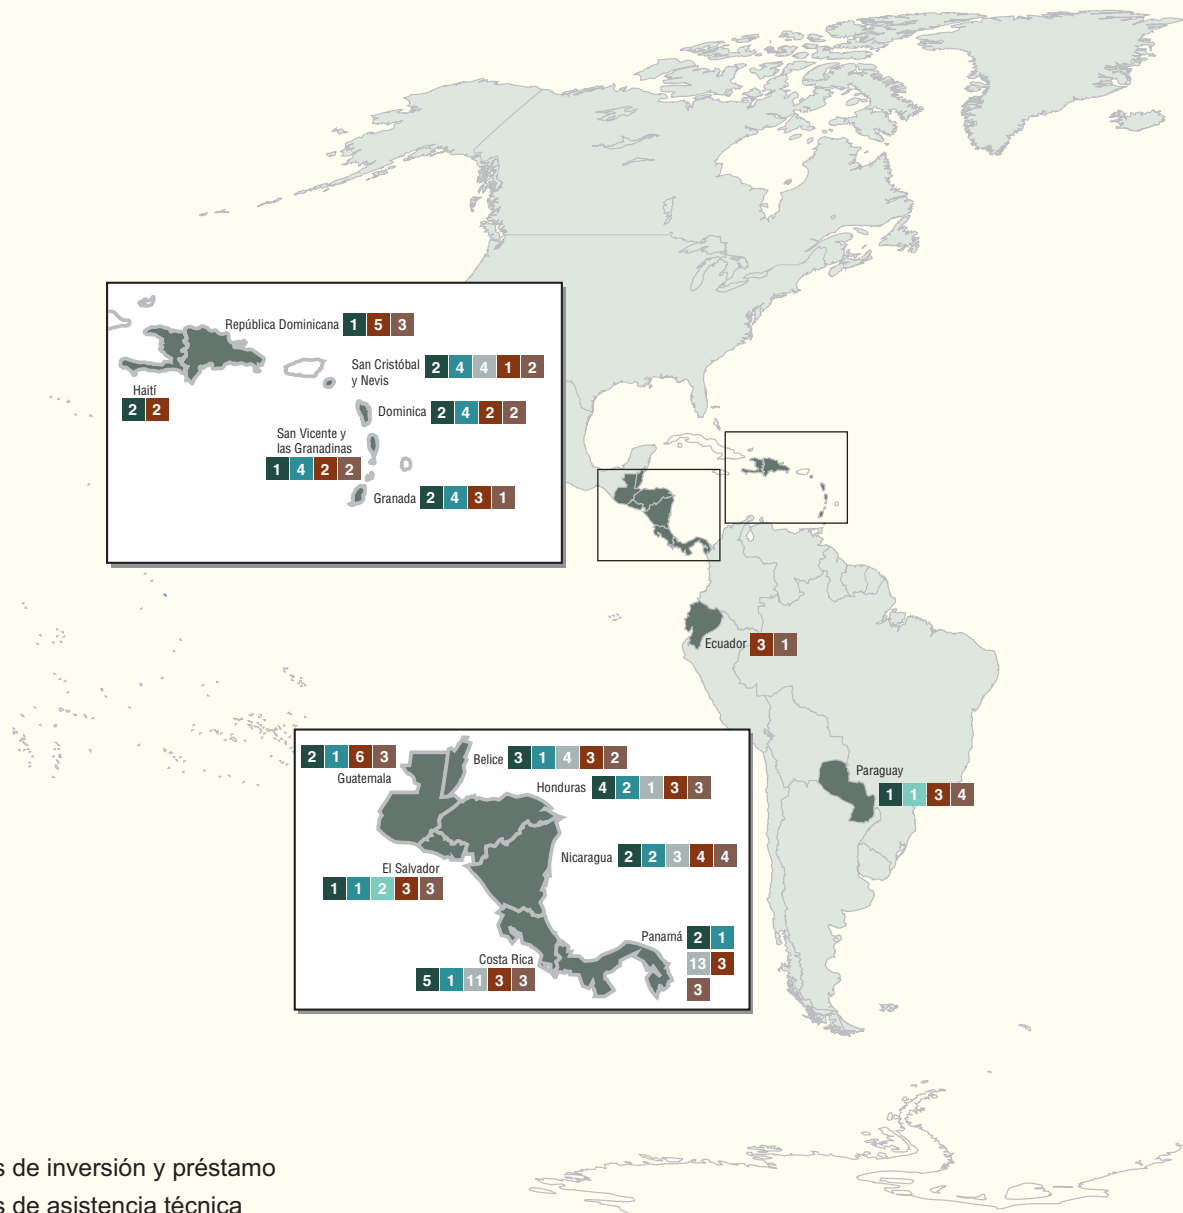 República Dominicana 1 5 3
San Cristóbal
y Nevis 2 4 4 1 2
Haití
2 2
Dominica 2 4 2 2
San Vicente y
las Granadinas
1 4 2 2
Granada 2 4 3 1
Ecuador 3 1
2 1 6 3
Guatemala
Belice 3 1 4 3 2
Honduras 4 2 1 3 3
Paraguay
1 1 3 4
Nicaragua 2 2 3 4 4
El Salvador
1 1 2 3 3
Panamá 2 1
13 3
3
Costa Rica
5 1 11 3 3
s de inversión y préstamo
s de asistencia técnica